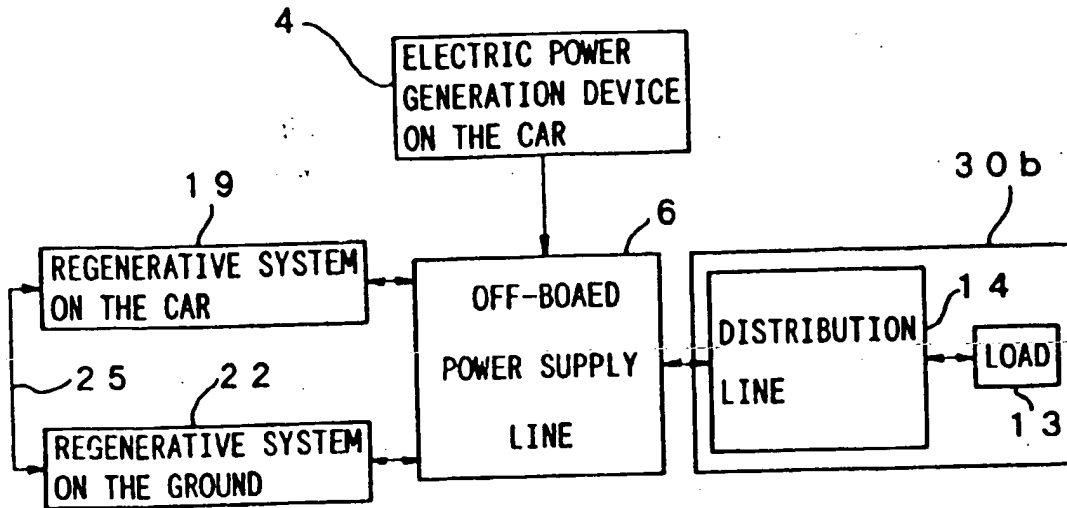 4
ELECTRIC POWER
GENERATION DEVICE
ON THE CAR
30b
19
6
REGENERATIVE SYSTEM
ON THE CAR
OFF-BOAED
POWER SUPPLY
LINE
14
DISTRIBUTION
LINE
LOAD
13
25
22
REGENERATIVE SYSTEM
ON THE GROUND